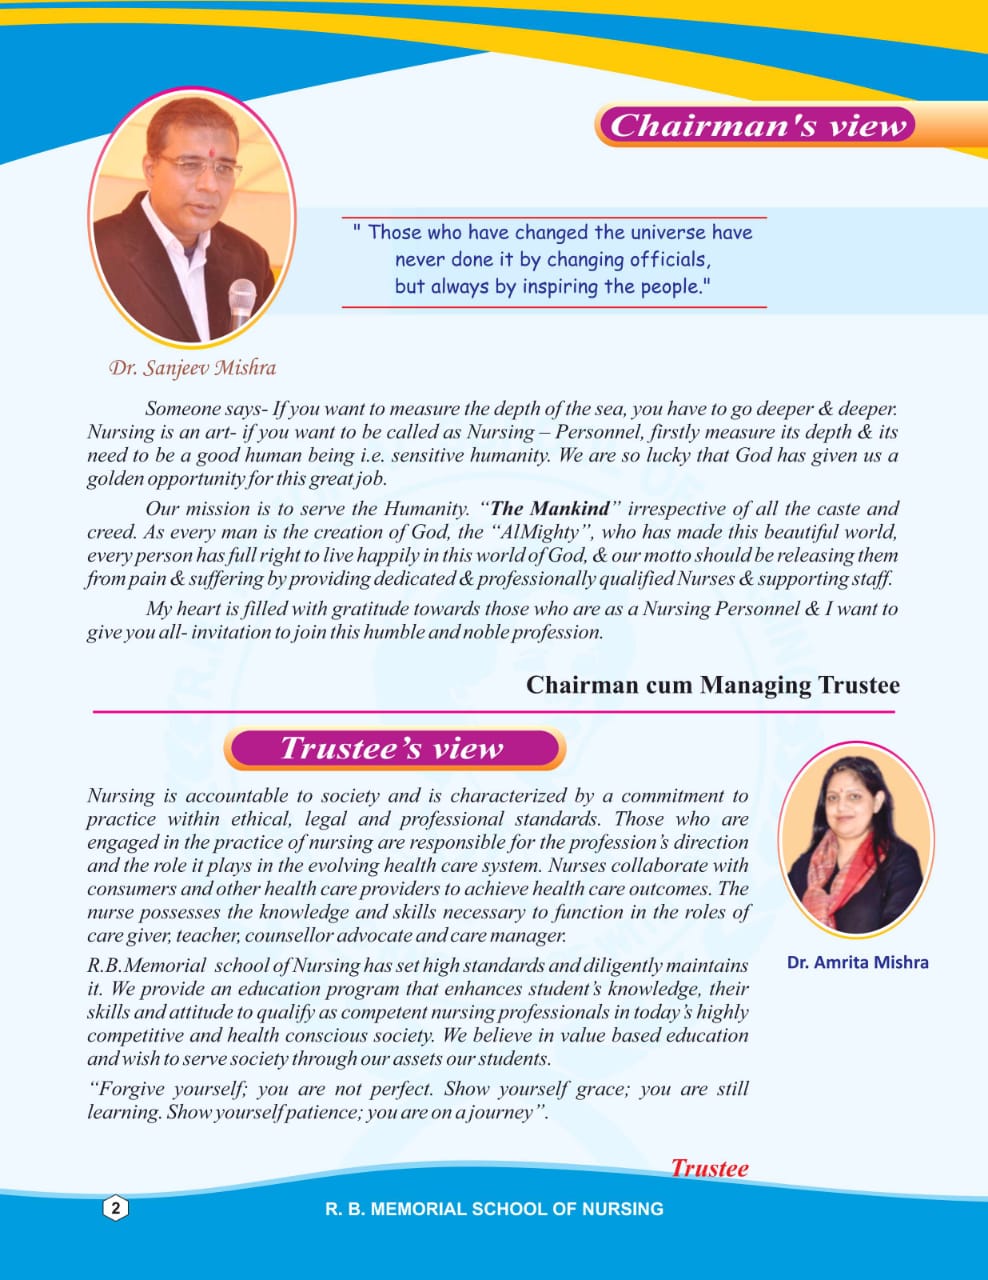 Chairman's view
" Those who have changed the universe have
never done it by changing officials,
but always by inspiring the people."
Dr. Sanjeev Mishra
Someone says- If you want to measure the depth of the sea, you have to go deeper & deeper.
Nursing is an art- if you want to be called as Nursing – Personnel, firstly measure its depth & its
need to be a good human being i.e. sensitive humanity. We are so lucky that God has given us a
golden opportunity for this great job.
Our mission is to serve the Humanity. “The Mankind” irrespective of all the caste and
creed. As every man is the creation of God, the “AlMighty”, who has made this beautiful world,
every person has full right to live happily in this world of God, & our motto should be releasing them
from pain & suffering by providing dedicated & professionally qualified Nurses & supporting staff.
My heart is filled with gratitude towards those who are as a Nursing Personnel & I want to
give you all- invitation to join this humble and noble profession.
Chairman cum Managing Trustee
Trustee’s view
Nursing is accountable to society and is characterized by a commitment to
practice within ethical, legal and professional standards. Those who are
engaged in the practice of nursing are responsible for the profession’s direction
and the role it plays in the evolving health care system. Nurses collaborate with
consumers and other health care providers to achieve health care outcomes. The
nurse possesses the knowledge and skills necessary to function in the roles of
care giver, teacher, counsellor advocate and care manager.
Dr. Amrita Mishra
R.B.Memorial school of Nursing has set high standards and diligently maintains
it. We provide an education program that enhances student’s knowledge, their
skills and attitude to qualify as competent nursing professionals in today’s highly
competitive and health conscious society. We believe in value based education
and wish to serve society through our assets our students.
“Forgive yourself; you are not perfect. Show yourself grace; you are still
learning. Show yourself patience; you are on a journey”.
Trustee
2
R. B. MEMORIAL SCHOOL OF NURSING